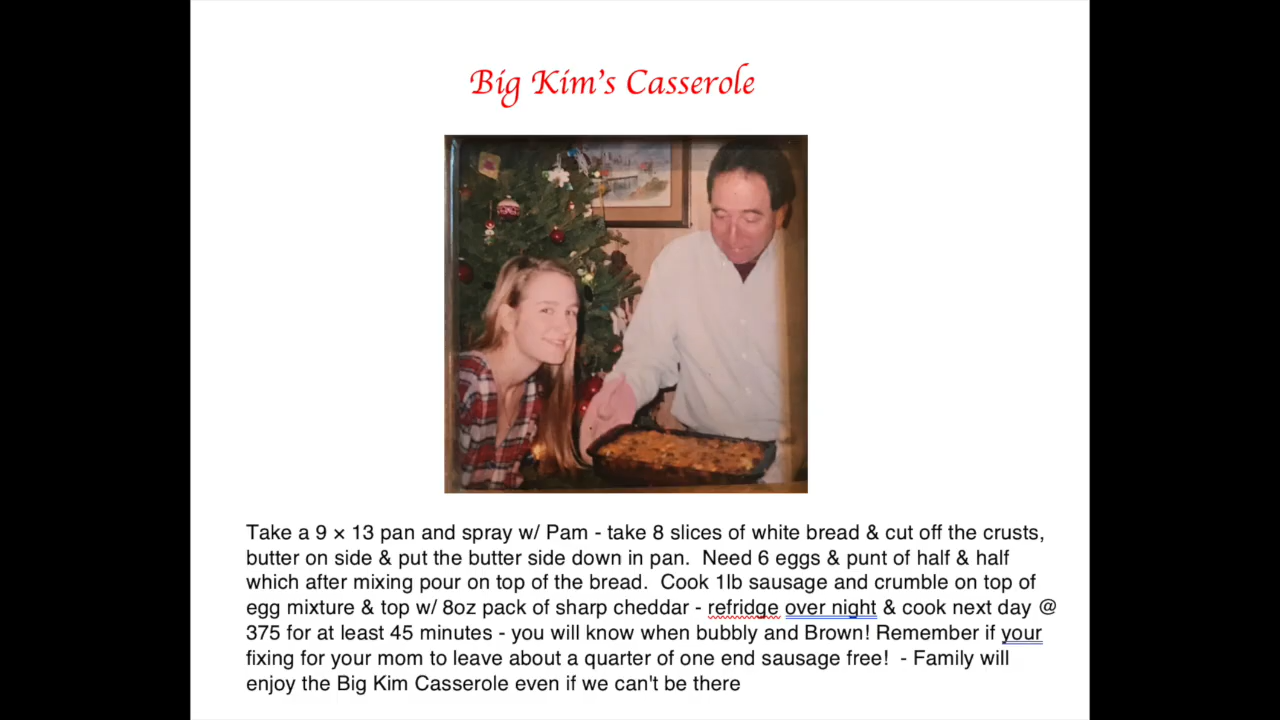 Big Kim's Casserole
Take a 9 × 13 pan and spray w/ Pam - take 8 slices of white bread & cut off the crusts,
butter on side & put the butter side down in pan.  Need 6 eggs & punt of half & half
which after mixing pour on top of the bread.  Cook 1lb sausage and crumble on top of
egg mixture & top w/ 8oz pack of sharp cheddar - refridge over night & cook next day @
375 for at least 45 minutes - you will know when bubbly and Brown! Remember if your
fixing for your mom to leave about a quarter of one end sausage free!  - Family will
enjoy the Big Kim Casserole even if we can't be there